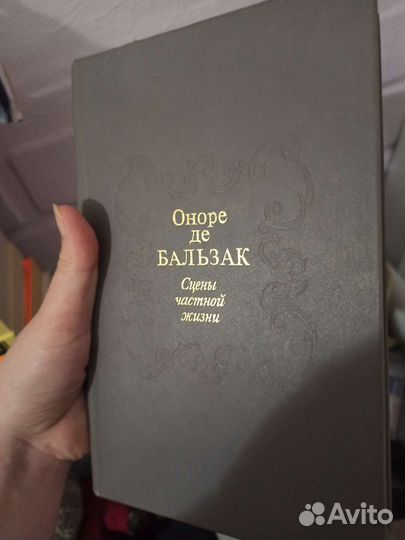 Оноре
де
БАЛЬЗАК
Сцены
частной
жизни
Avito